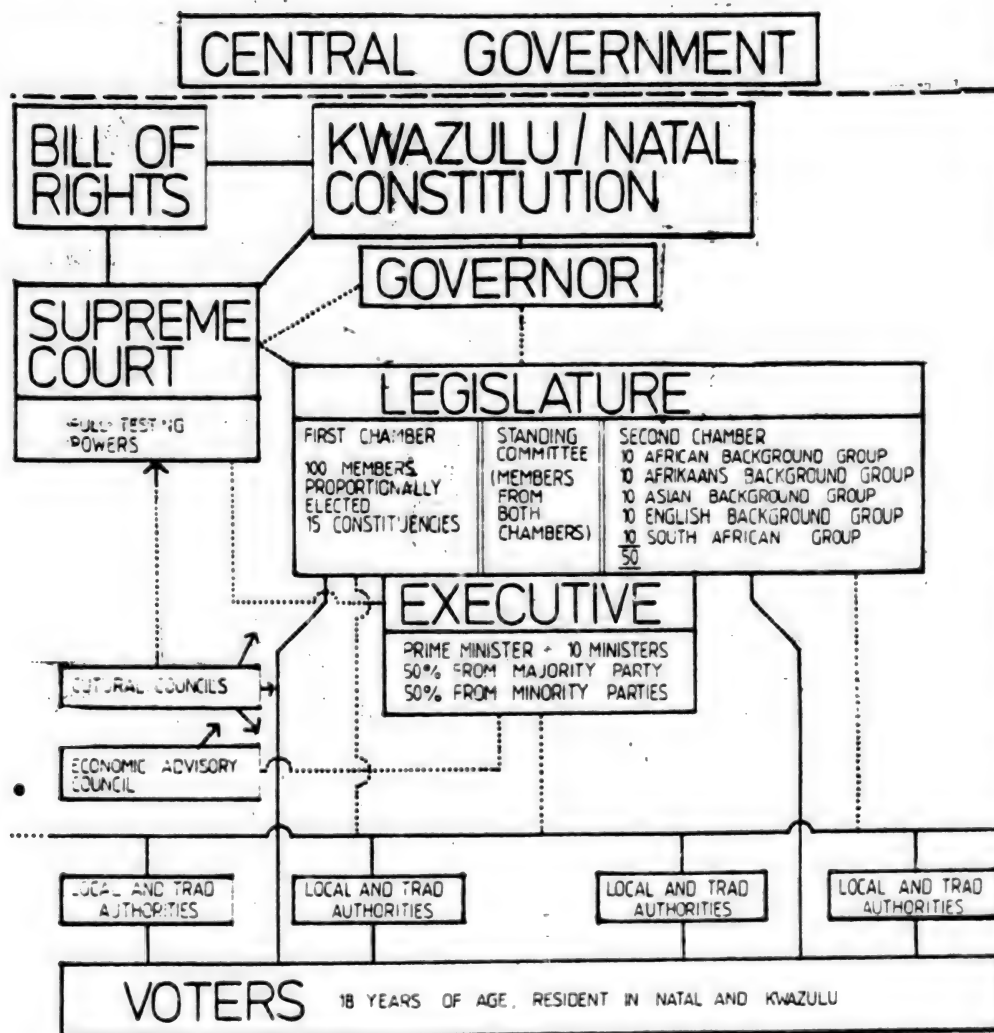 CENTRAL GOVERNMENT
BILL OF
RIGHTS
KWAZULU / NATAL
CONSTITUTION
GOVERNOR
SUPREME
COURT
FULL TESTING
POWERS
LEGISLATURE
FIRST CHAMBER
100 MEMBERS
PROPORTIONALLY
ELECTED
15 CONSTITUENCIES
STANDING
COMMITTEE
(MEMBERS
FROM
BOTH
CHAMBERS)
SECOND CHAMBER
10 AFRICAN BACKGROUND GROUP
10 AFRIKAANS BACKGROUND GROUP
10 ASIAN BACKGROUND GROUP
10 ENGLISH BACKGROUND GROUP
10 SOUTH AFRICAN GROUP
50
EXECUTIVE
PRIME MINISTER + 10 MINISTERS
50% FROM MAJORITY PARTY
50% FROM MINORITY PARTIES
CUTURAL COUNCILS
ECONOMIC ADVISORY
COUNCIL
LOCAL AND TRAD
AUTHORITIES
LOCAL AND TRAD
AUTHORITIES
LOCAL AND TRAD
AUTHORITIES
LOCAL AND TRAD
AUTHORITIES
VOTERS 18 YEARS OF AGE, RESIDENT IN NATAL AND KWAZULU